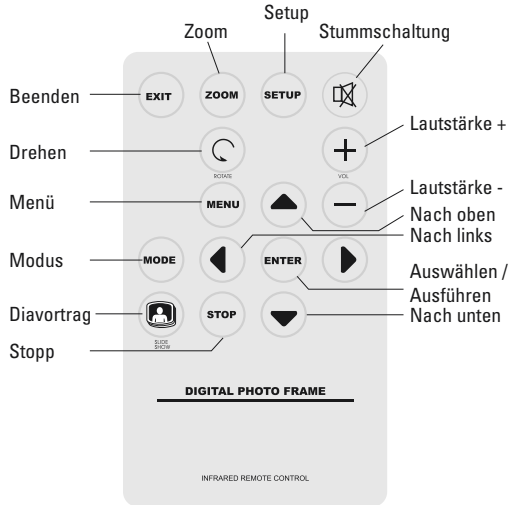 Setup
Zoom
Stummschaltung
Beenden
EXIT
ZOOM
SETUP
Lautstärke +
Drehen
ROTATE
VOL
Lautstärke -
Menü
MENU
Nach oben
Nach links
Modus
MODE
ENTER
Auswählen /
Ausführen
Diavortrag
STOP
Nach unten
SLIDE
SHOW
Stopp
DIGITAL PHOTO FRAME
INFRARED REMOTE CONTROL